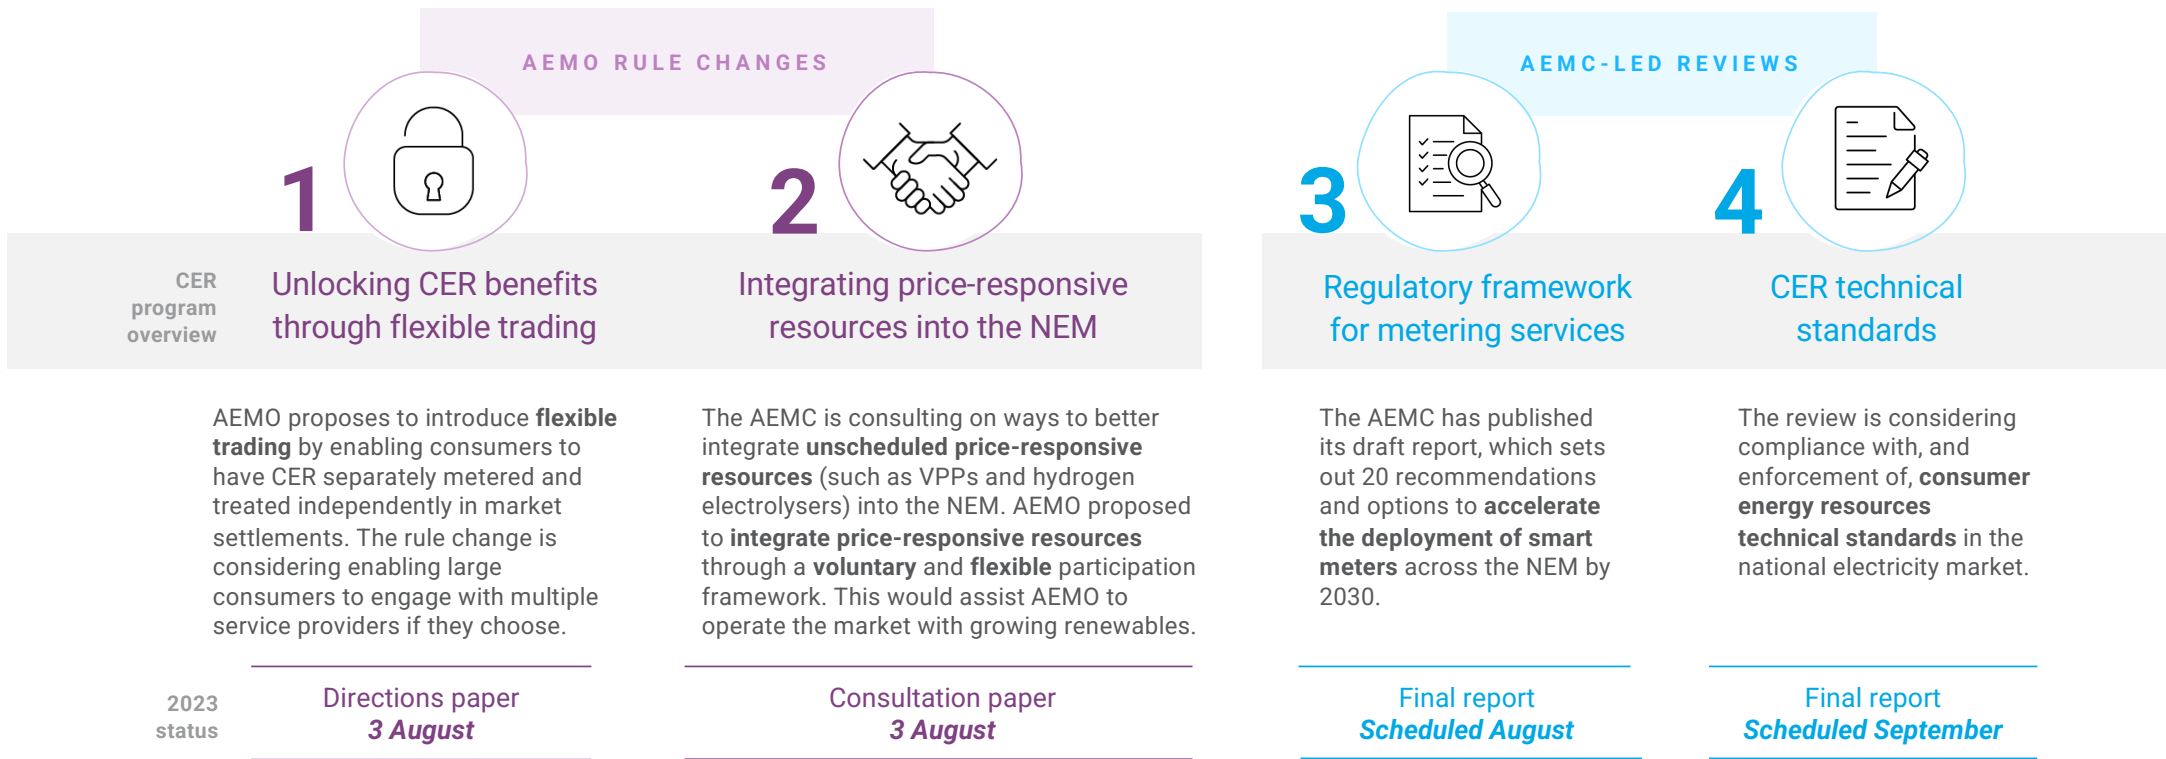 AEMO RULE CHANGES
AEMC-LED REVIEWS
1
2
3
4
CER
program
overview
Unlocking CER benefits
through flexible trading
Integrating price-responsive
resources into the NEM
Regulatory framework
for metering services
CER technical
standards
AEMO proposes to introduce flexible
trading by enabling consumers to
have CER separately metered and
treated independently in market
settlements. The rule change is
considering enabling large
consumers to engage with multiple
service providers if they choose.
The AEMC is consulting on ways to better
integrate unscheduled price-responsive
resources (such as VPPs and hydrogen
electrolysers) into the NEM. AEMO proposed
to integrate price-responsive resources
through a voluntary and flexible participation
framework. This would assist AEMO to
operate the market with growing renewables.
The AEMC has published
its draft report, which sets
out 20 recommendations
and options to accelerate
the deployment of smart
meters across the NEM by
2030.
The review is considering
compliance with, and
enforcement of, consumer
energy resources
technical standards in the
national electricity market.
2023
status
Directions paper
3 August
Consultation paper
3 August
Final report
Scheduled August
Final report
Scheduled September